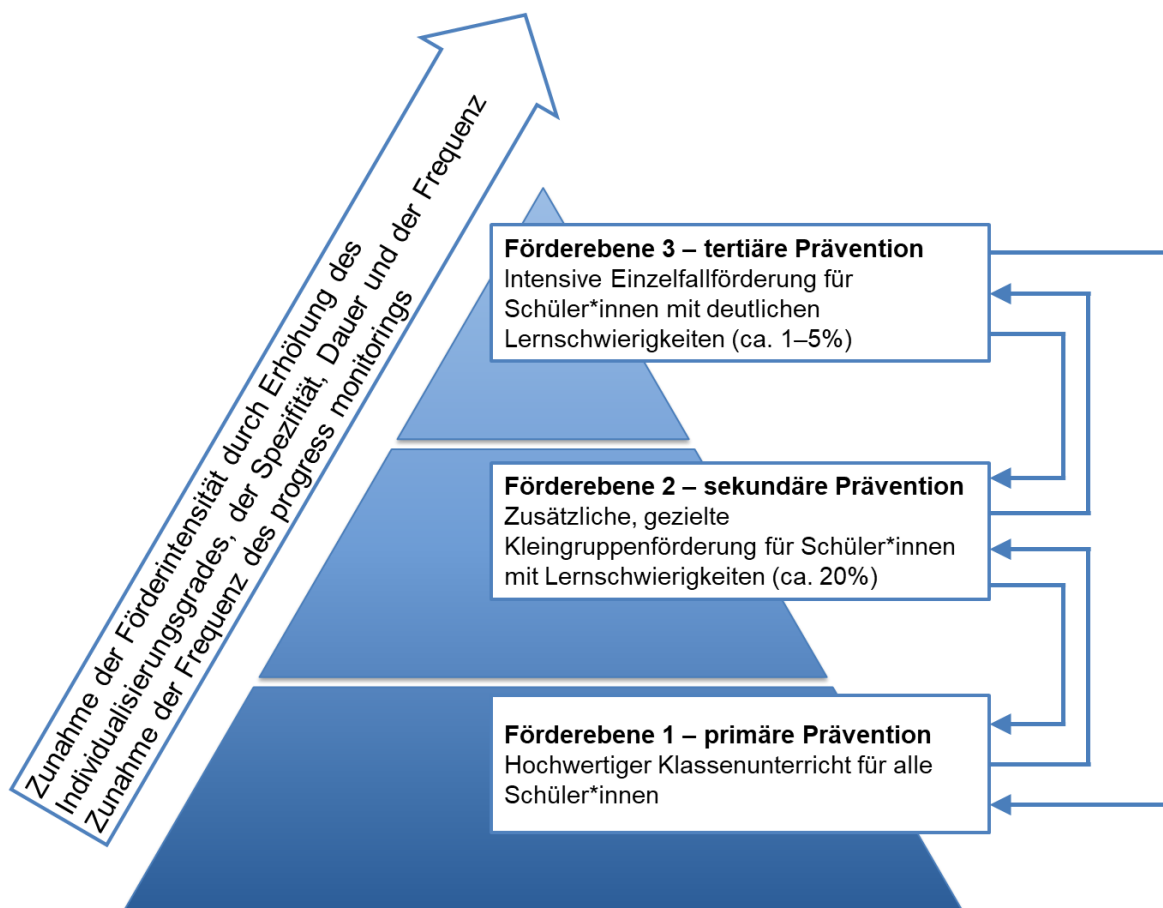 Zunahme der Förderintensität durch Erhöhung des
Individualisierungsgrades, der Spezifität, Dauer und der Frequenz
Zunahme der Frequenz des progress monitorings
Förderebene 3 – tertiäre Prävention
Intensive Einzelfallförderung für
Schüler*innen mit deutlichen
Lernschwierigkeiten (ca. 1–5%)
Förderebene 2 – sekundäre Prävention
Zusätzliche, gezielte
Kleingruppenförderung für Schüler*innen
mit Lernschwierigkeiten (ca. 20%)
Förderebene 1 – primäre Prävention
Hochwertiger Klassenunterricht für alle
Schüler*innen